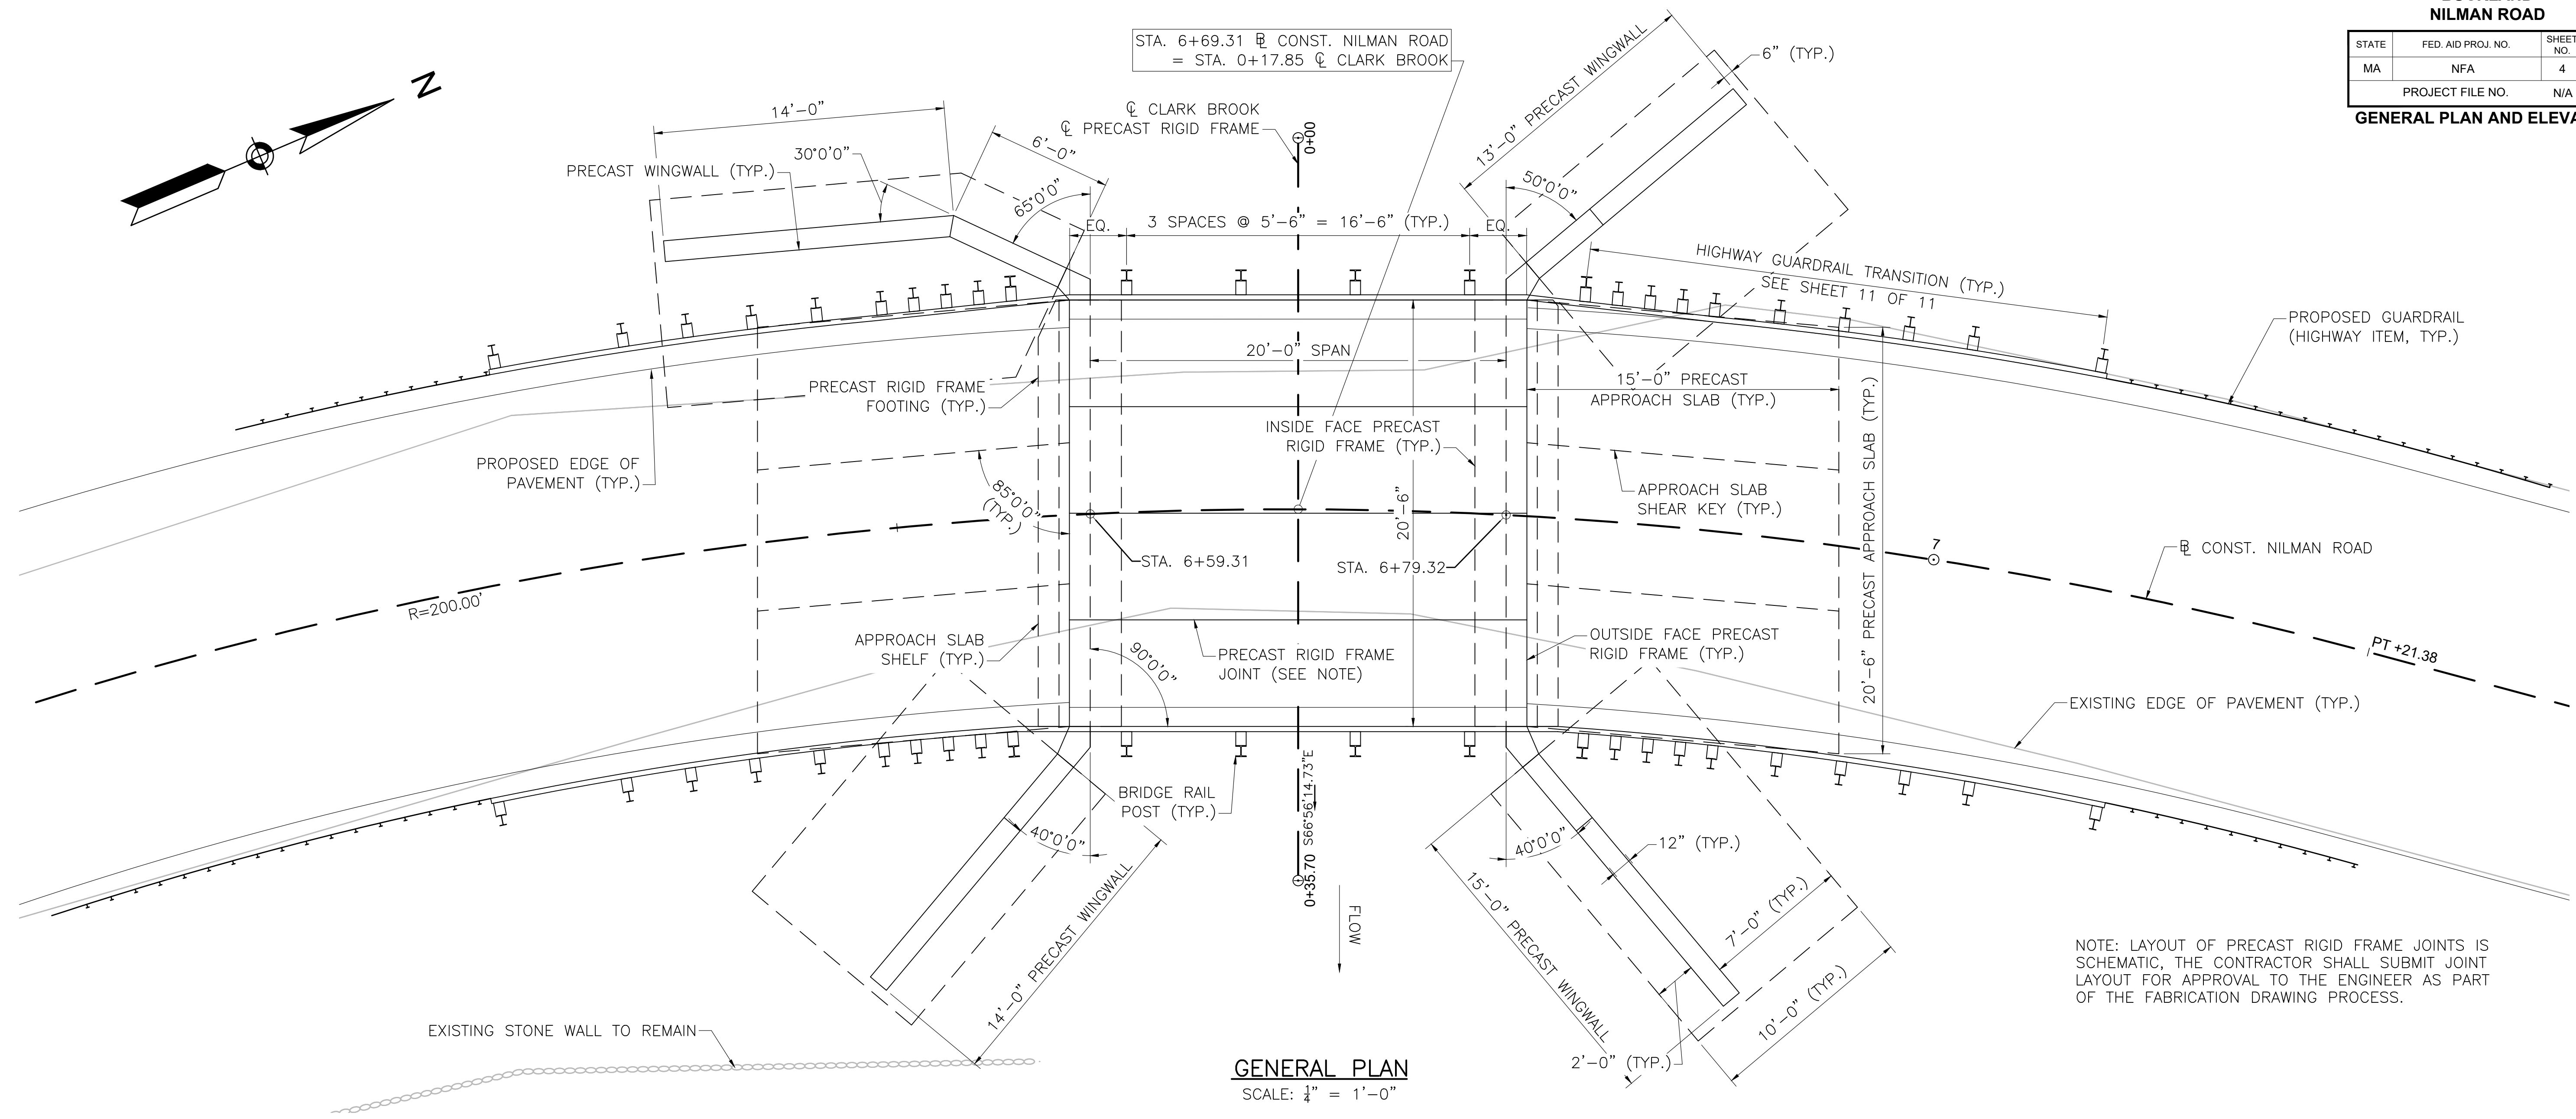 NILMAN ROAD
STATE FED. AID PROJ. NO. SHEET NO.
MA NFA 4
PROJECT FILE NO. N/A
GENERAL PLAN AND ELEVA
N
STA. 6+69.31 ℄ CONST. NILMAN ROAD
= STA. 0+17.85 ℄ CLARK BROOK
℄ CLARK BROOK
℄ PRECAST RIGID FRAME
0+00
14'-0"
PRECAST WINGWALL (TYP.)
30°0'0"
6'-0"
65°0'0"
EQ.
3 SPACES @ 5'-6" = 16'-6" (TYP.)
EQ.
50°0'0"
13'-0" PRECAST WINGWALL
6" (TYP.)
HIGHWAY GUARDRAIL TRANSITION (TYP.)
SEE SHEET 11 OF 11
PROPOSED GUARDRAIL
(HIGHWAY ITEM, TYP.)
20'-0" SPAN
PRECAST RIGID FRAME
FOOTING (TYP.)
15'-0" PRECAST
APPROACH SLAB (TYP.)
INSIDE FACE PRECAST
RIGID FRAME (TYP.)
PROPOSED EDGE OF
PAVEMENT (TYP.)
85°0'0"
(TYP.)
20'-6"
APPROACH SLAB
SHEAR KEY (TYP.)
20'-6" PRECAST APPROACH SLAB (TYP.)
7
CONST. NILMAN ROAD
STA. 6+59.31
STA. 6+79.32
R=200.00'
APPROACH SLAB
SHELF (TYP.)
90°0'0"
PRECAST RIGID FRAME
JOINT (SEE NOTE)
OUTSIDE FACE PRECAST
RIGID FRAME (TYP.)
PT +21.38
EXISTING EDGE OF PAVEMENT (TYP.)
BRIDGE RAIL
POST (TYP.)
0+35.70 S66°56'14.73"E
FLOW
40°0'0"
14'-0" PRECAST WINGWALL
40°0'0"
12" (TYP.)
15'-0" PRECAST WINGWALL
7'-0" (TYP.)
10'-0" (TYP.)
2'-0" (TYP.)
NOTE: LAYOUT OF PRECAST RIGID FRAME JOINTS IS
SCHEMATIC, THE CONTRACTOR SHALL SUBMIT JOINT
LAYOUT FOR APPROVAL TO THE ENGINEER AS PART
OF THE FABRICATION DRAWING PROCESS.
EXISTING STONE WALL TO REMAIN
GENERAL PLAN
SCALE: ¼" = 1'-0"